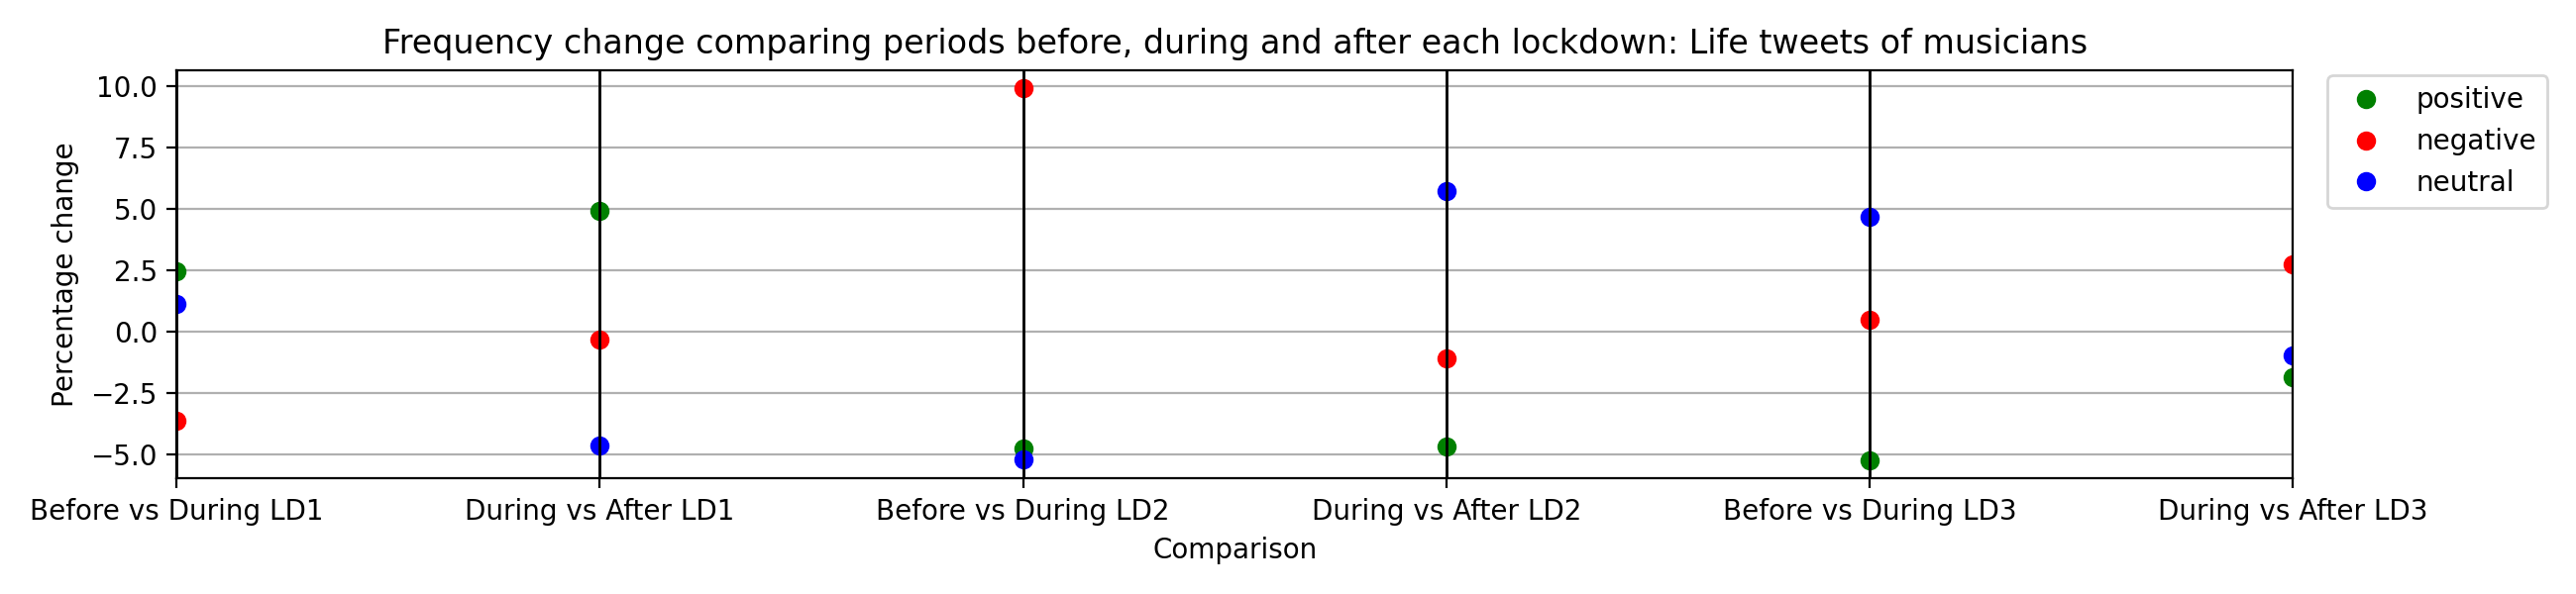 Frequency change comparing periods before, during and after each lockdown: Life tweets of musicians
Percentage change
10.0
7.5
5.0
2.5
0.0
−2.5
−5.0
Before vs During LD1
During vs After LD1
Before vs During LD2
During vs After LD2
Before vs During LD3
During vs After LD3
Comparison
positive
negative
neutral